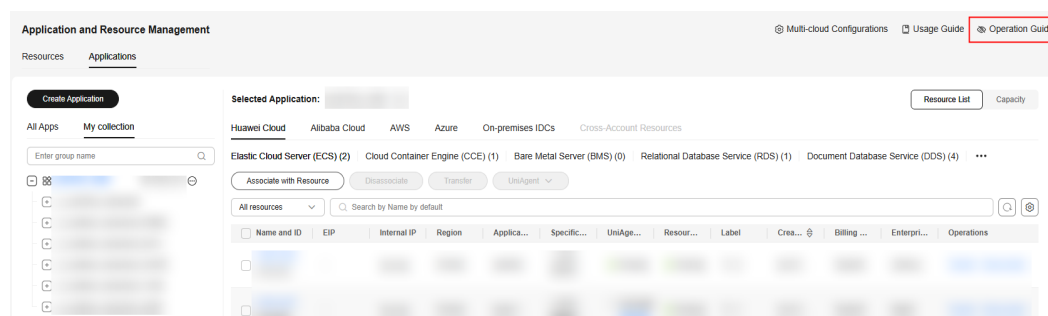 Application and Resource Management
Multi-cloud Configurations Usage Guide Operation Guid
Resources Applications
Create Application
Selected Application:
Resource List Capacity
All Apps My collection
Huawei Cloud Alibaba Cloud AWS Azure On-premises IDCs Cross-Account Resources
Enter group name
Elastic Cloud Server (ECS) (2) Cloud Container Engine (CCE) (1) Bare Metal Server (BMS) (0) Relational Database Service (RDS) (1) Document Database Service (DDS) (4) •••
Associate with Resource Disassociate Transfer UniAgent
All resources Search by Name by default
Name and ID EIP Internal IP Region Applica... Specific... UniAge... Resour... Label Crea... Billing ... Enterpri... Operations